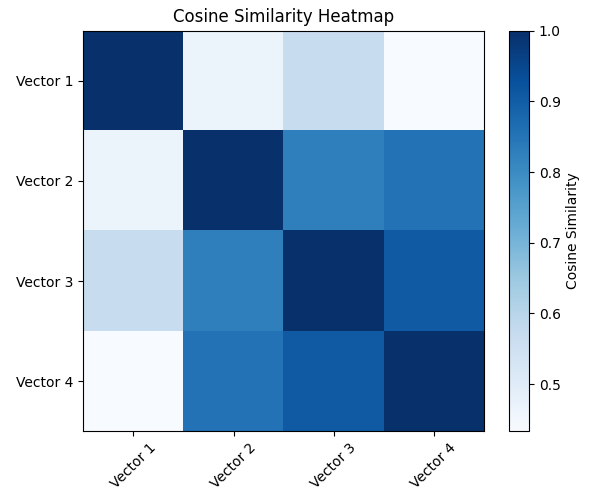 Cosine Similarity Heatmap
Vector 1
Vector 2
Vector 3
Vector 4
Vector 1
Vector 2
Vector 3
Vector 4
1.0
0.9
0.8
0.7
0.6
0.5
Cosine Similarity